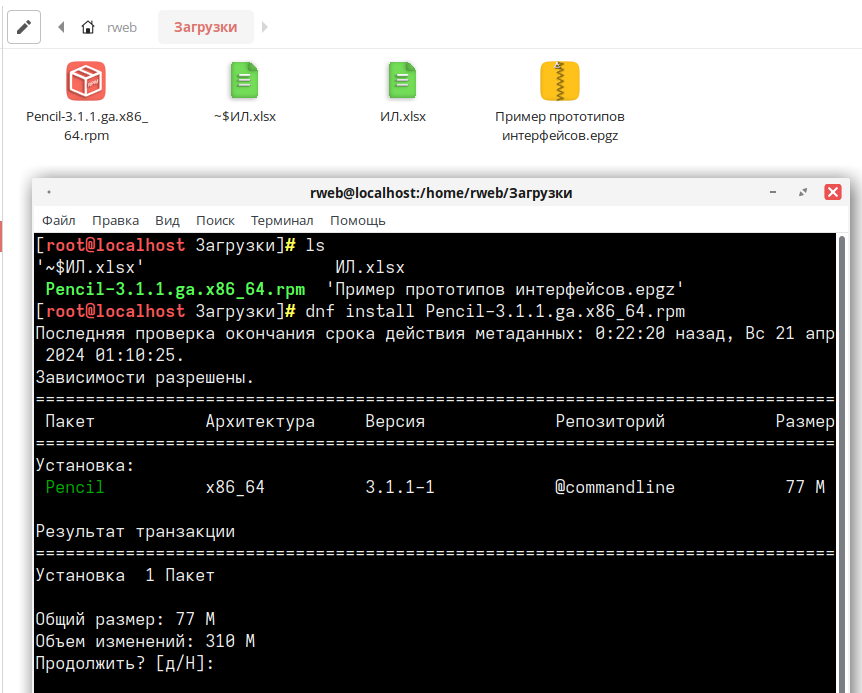 rweb
Загрузки
Pencil-3.1.1.ga.x86_
64.rpm
~$ИЛ.xlsx
ИЛ.xlsx
Пример прототипов
интерфейсов.epgz
rweb@localhost:/home/rweb/Загрузки
Файл Правка Вид Поиск Терминал Помощь
[root@localhost Загрузки]# ls
'~$ИЛ.xlsx' ИЛ.xlsx
Pencil-3.1.1.ga.x86_64.rpm 'Пример прототипов интерфейсов.epgz'
[root@localhost Загрузки]# dnf install Pencil-3.1.1.ga.x86_64.rpm
Последняя проверка окончания срока действия метаданных: 0:22:20 назад, Вс 21 апр
2024 01:10:25.
Зависимости разрешены.
================================================================================
Пакет Архитектура Версия Репозиторий Размер
================================================================================
Установка:
Pencil x86_64 3.1.1-1 @commandline 77 M
Результат транзакции
================================================================================
Установка 1 Пакет
Общий размер: 77 M
Объем изменений: 310 M
Продолжить? [д/Н]: